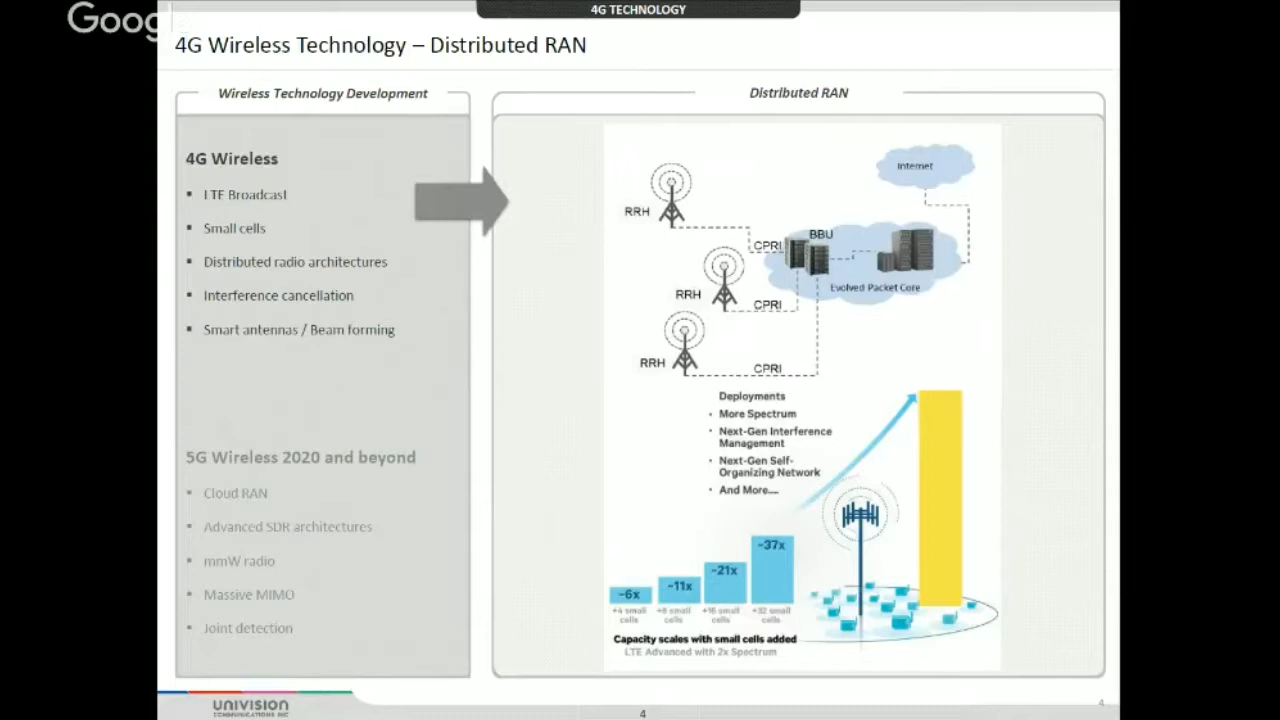 Google
4G TECHNOLOGY
4G Wireless Technology – Distributed RAN
Wireless Technology Development
4G Wireless
▪ LTE Broadcast
▪ Small cells
▪ Distributed radio architectures
▪ Interference cancellation
▪ Smart antennas / Beam forming
5G Wireless 2020 and beyond
▪ Cloud RAN
▪ Advanced SDR architectures
▪ mmW radio
▪ Massive MIMO
▪ Joint detection
Distributed RAN
Internet
RRH
BBU
CPRI
Evolved Packet Core
RRH
CPRI
RRH
CPRI
Deployments
• More Spectrum
• Next-Gen Interference
Management
• Next-Gen Self-
Organizing Network
• And More....
~6x
~11x
~21x
~37x
+4 small
cells
+8 small
cells
+16 small
cells
+32 small
cells
Capacity scales with small cells added
LTE Advanced with 2x Spectrum
UNIVISION
COMMUNICATIONS INC
4
4